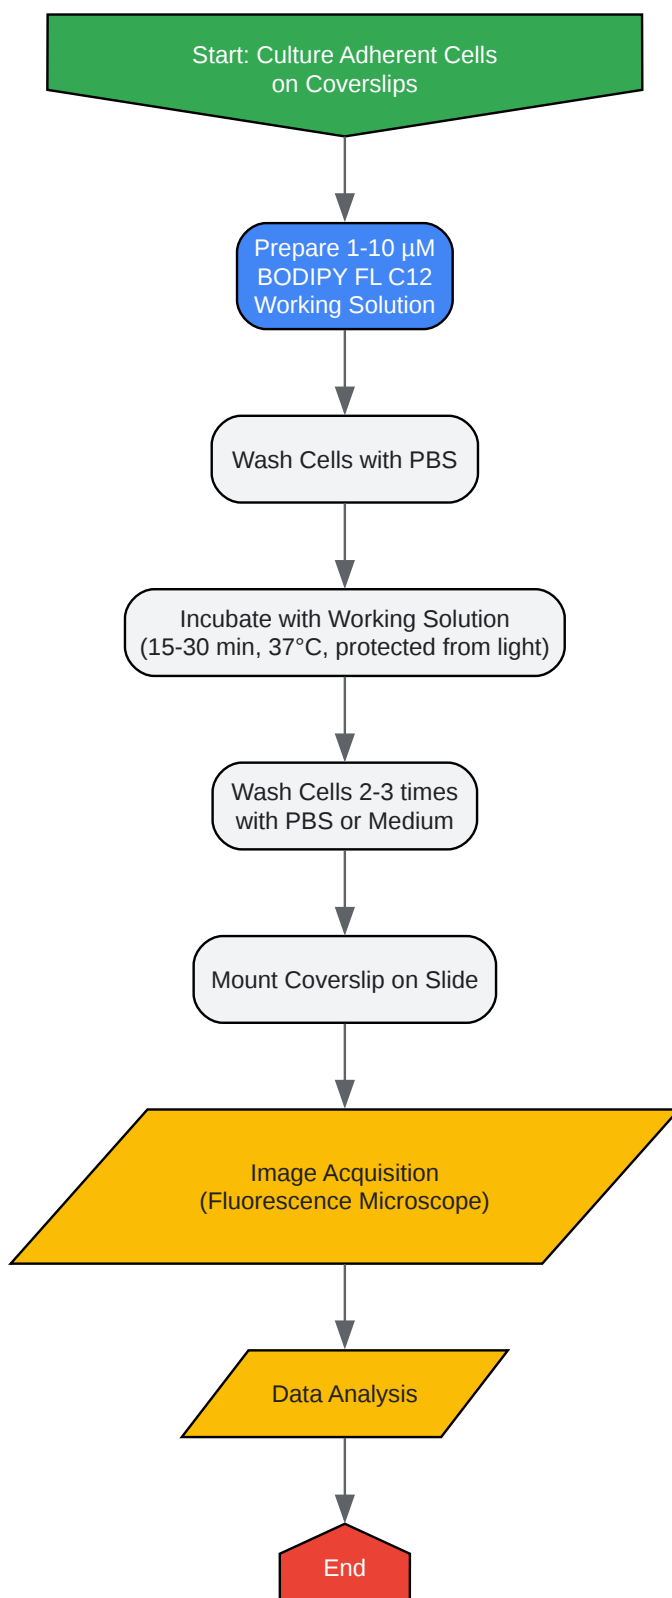 Start: Culture Adherent Cells
on Coverslips
Prepare 1-10 µM
BODIPY FL C12
Working Solution
Wash Cells with PBS
Incubate with Working Solution
(15-30 min, 37°C, protected from light)
Wash Cells 2-3 times
with PBS or Medium
Mount Coverslip on Slide
Image Acquisition
(Fluorescence Microscope)
Data Analysis
End